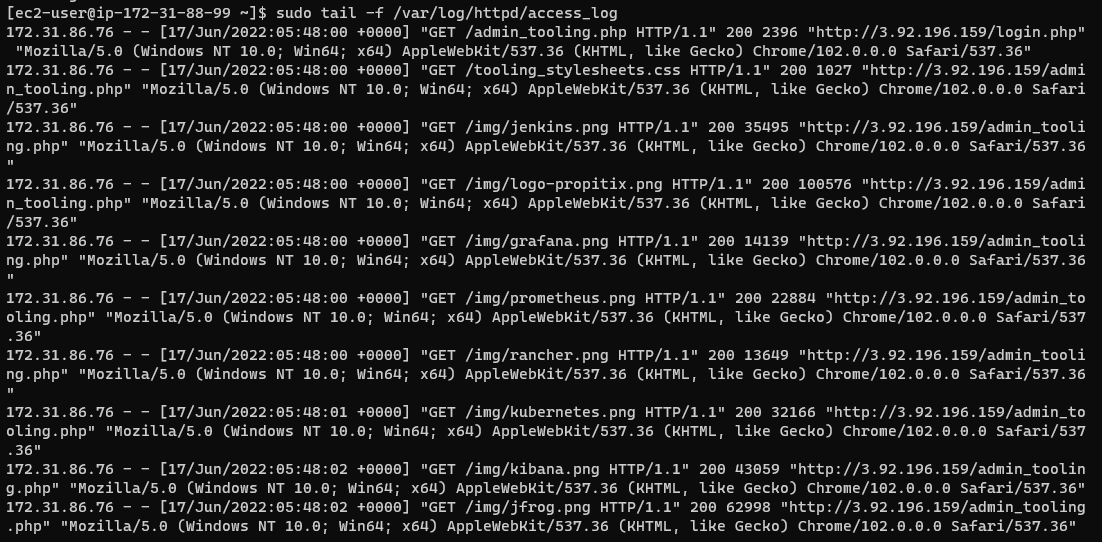 [ec2-user@ip-172-31-88-99 ~]$ sudo tail -f /var/log/httpd/access_log
172.31.86.76 - - [17/Jun/2022:05:48:00 +0000] "GET /admin_tooling.php HTTP/1.1" 200 2396 "http://3.92.196.159/login.php"
 "Mozilla/5.0 (Windows NT 10.0; Win64; x64) AppleWebKit/537.36 (KHTML, like Gecko) Chrome/102.0.0.0 Safari/537.36"
172.31.86.76 - - [17/Jun/2022:05:48:00 +0000] "GET /tooling_stylesheets.css HTTP/1.1" 200 1027 "http://3.92.196.159/admi
n_tooling.php" "Mozilla/5.0 (Windows NT 10.0; Win64; x64) AppleWebKit/537.36 (KHTML, like Gecko) Chrome/102.0.0.0 Safari
/537.36"
172.31.86.76 - - [17/Jun/2022:05:48:00 +0000] "GET /img/jenkins.png HTTP/1.1" 200 35495 "http://3.92.196.159/admin_tooli
ng.php" "Mozilla/5.0 (Windows NT 10.0; Win64; x64) AppleWebKit/537.36 (KHTML, like Gecko) Chrome/102.0.0.0 Safari/537.36
"
172.31.86.76 - - [17/Jun/2022:05:48:00 +0000] "GET /img/logo-propitix.png HTTP/1.1" 200 100576 "http://3.92.196.159/admi
n_tooling.php" "Mozilla/5.0 (Windows NT 10.0; Win64; x64) AppleWebKit/537.36 (KHTML, like Gecko) Chrome/102.0.0.0 Safari
/537.36"
172.31.86.76 - - [17/Jun/2022:05:48:00 +0000] "GET /img/grafana.png HTTP/1.1" 200 14139 "http://3.92.196.159/admin_tooli
ng.php" "Mozilla/5.0 (Windows NT 10.0; Win64; x64) AppleWebKit/537.36 (KHTML, like Gecko) Chrome/102.0.0.0 Safari/537.36
"
172.31.86.76 - - [17/Jun/2022:05:48:00 +0000] "GET /img/prometheus.png HTTP/1.1" 200 22884 "http://3.92.196.159/admin_to
oling.php" "Mozilla/5.0 (Windows NT 10.0; Win64; x64) AppleWebKit/537.36 (KHTML, like Gecko) Chrome/102.0.0.0 Safari/537
.36"
172.31.86.76 - - [17/Jun/2022:05:48:00 +0000] "GET /img/rancher.png HTTP/1.1" 200 13649 "http://3.92.196.159/admin_tooli
ng.php" "Mozilla/5.0 (Windows NT 10.0; Win64; x64) AppleWebKit/537.36 (KHTML, like Gecko) Chrome/102.0.0.0 Safari/537.36
"
172.31.86.76 - - [17/Jun/2022:05:48:01 +0000] "GET /img/kubernetes.png HTTP/1.1" 200 32166 "http://3.92.196.159/admin_to
oling.php" "Mozilla/5.0 (Windows NT 10.0; Win64; x64) AppleWebKit/537.36 (KHTML, like Gecko) Chrome/102.0.0.0 Safari/537
.36"
172.31.86.76 - - [17/Jun/2022:05:48:02 +0000] "GET /img/kibana.png HTTP/1.1" 200 43059 "http://3.92.196.159/admin_toolin
g.php" "Mozilla/5.0 (Windows NT 10.0; Win64; x64) AppleWebKit/537.36 (KHTML, like Gecko) Chrome/102.0.0.0 Safari/537.36"
172.31.86.76 - - [17/Jun/2022:05:48:02 +0000] "GET /img/jfrog.png HTTP/1.1" 200 62998 "http://3.92.196.159/admin_tooling
.php" "Mozilla/5.0 (Windows NT 10.0; Win64; x64) AppleWebKit/537.36 (KHTML, like Gecko) Chrome/102.0.0.0 Safari/537.36"